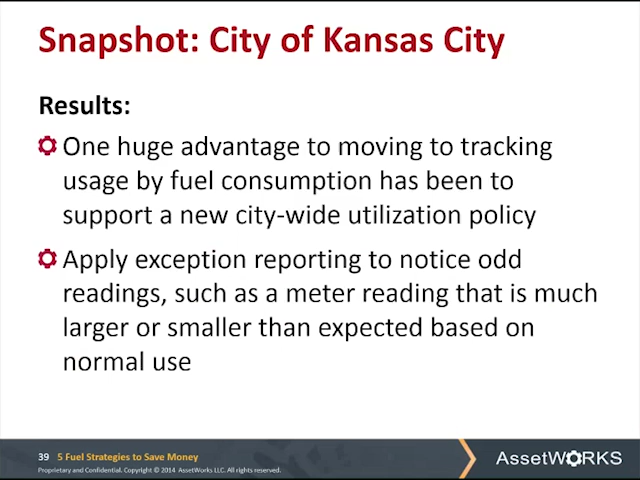 Snapshot: City of Kansas City
Results:
One huge advantage to moving to tracking
usage by fuel consumption has been to
support a new city-wide utilization policy
Apply exception reporting to notice odd
readings, such as a meter reading that is much
larger or smaller than expected based on
normal use
39 5 Fuel Strategies to Save Money
Proprietary and Confidential. Copyright © 2014 AssetWorks LLC. All rights reserved.
AssetWORKS